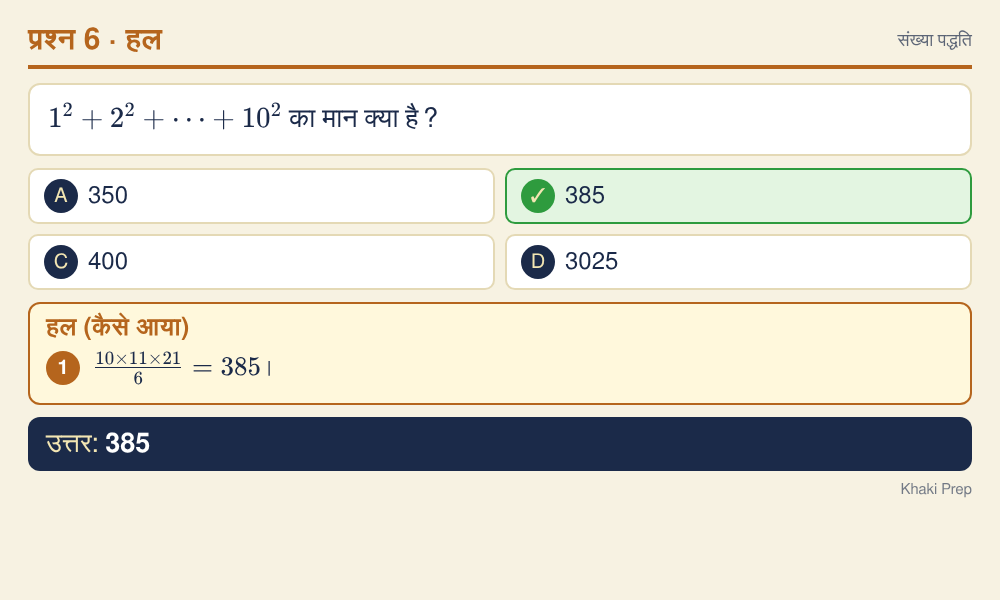 प्रश्न 6 · हल
संख्या पद्धति
1² + 2² + ⋯ + 10² का मान क्या है ?
A 350
✓ 385
C 400
D 3025
हल (कैसे आया)
1 10×11×21/6 = 385।
उत्तर: 385
Khaki Prep